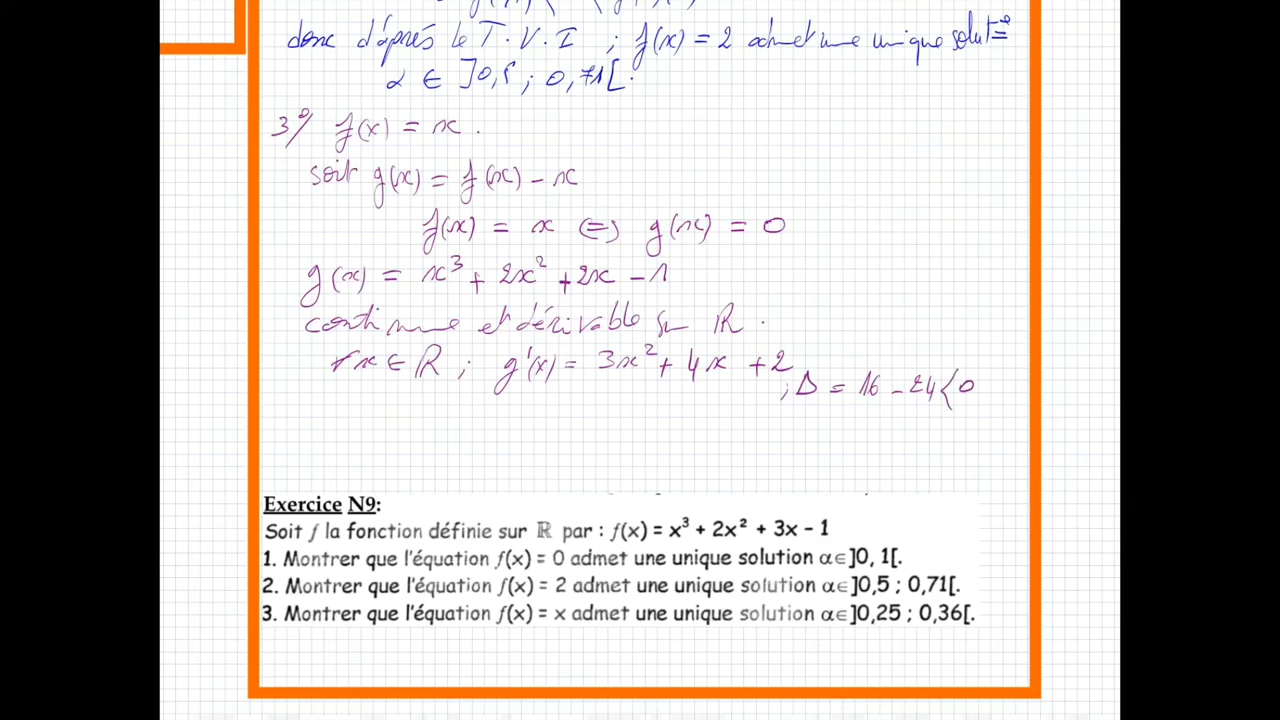 donc d'après le T.V.I ; f(x) = 2 admet une unique solut°
α ∈ ]0,5 ; 0,71[.
3°/ f(x) = x .
soit g(x) = f(x) - x
f(x) = x ⇔ g(x) = 0
g(x) = x³ + 2x² + 2x - 1
continue et dérivable sur ℝ .
∀x ∈ ℝ ; g'(x) = 3x² + 4x + 2
; Δ = 16 - 24 < 0
Exercice N9:
Soit f la fonction définie sur ℝ par : f(x) = x³ + 2x² + 3x - 1
1. Montrer que l'équation f(x) = 0 admet une unique solution α∈]0, 1[.
2. Montrer que l'équation f(x) = 2 admet une unique solution α∈]0,5 ; 0,71[.
3. Montrer que l'équation f(x) = x admet une unique solution α∈]0,25 ; 0,36[.